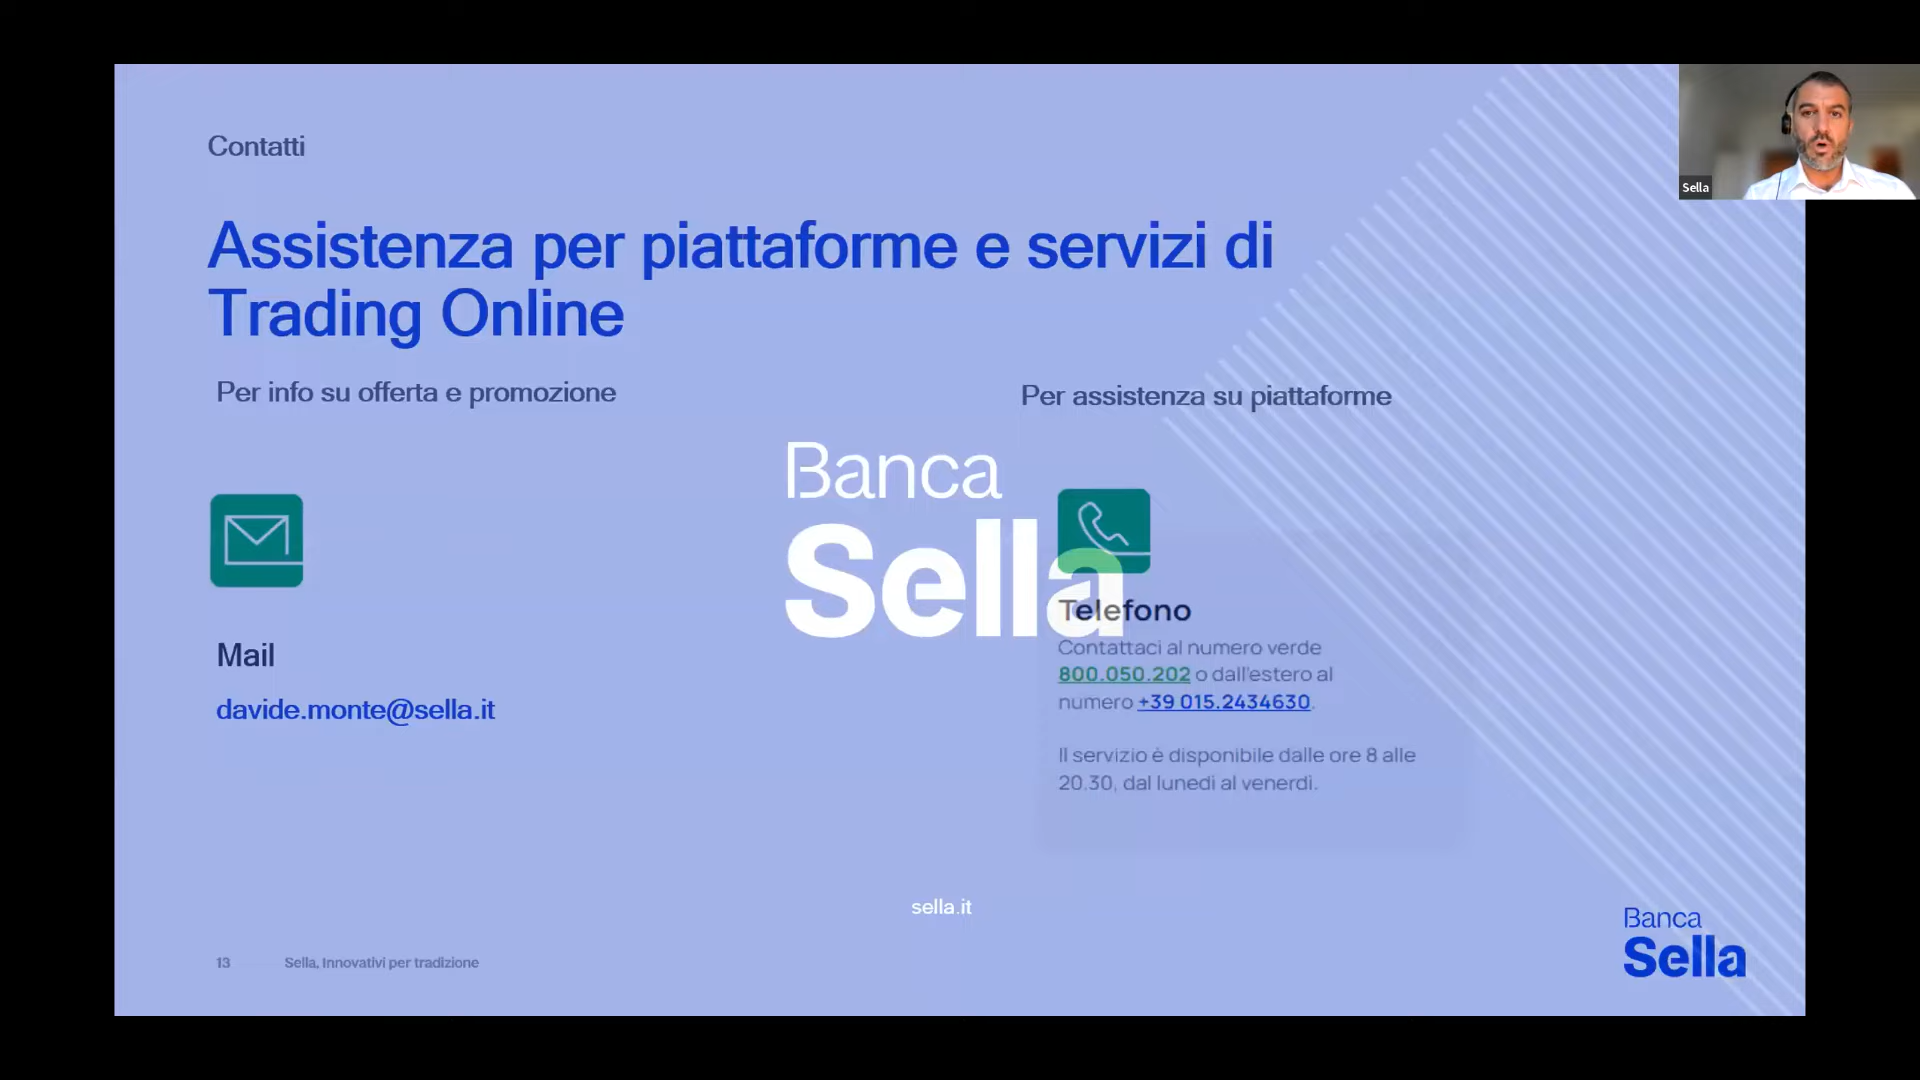 Sella
Contatti
Assistenza per piattaforme e servizi di
Trading Online
Per info su offerta e promozione
Per assistenza su piattaforme
Banca
Sella
Mail
davide.monte@sella.it
Telefono
Contattaci al numero verde
800.050.202 o dall'estero al
numero +39 015.2434630.
Il servizio è disponibile dalle ore 8 alle
20.30, dal lunedì al venerdì.
sella.it
13 Sella, Innovativi per tradizione
Banca
Sella